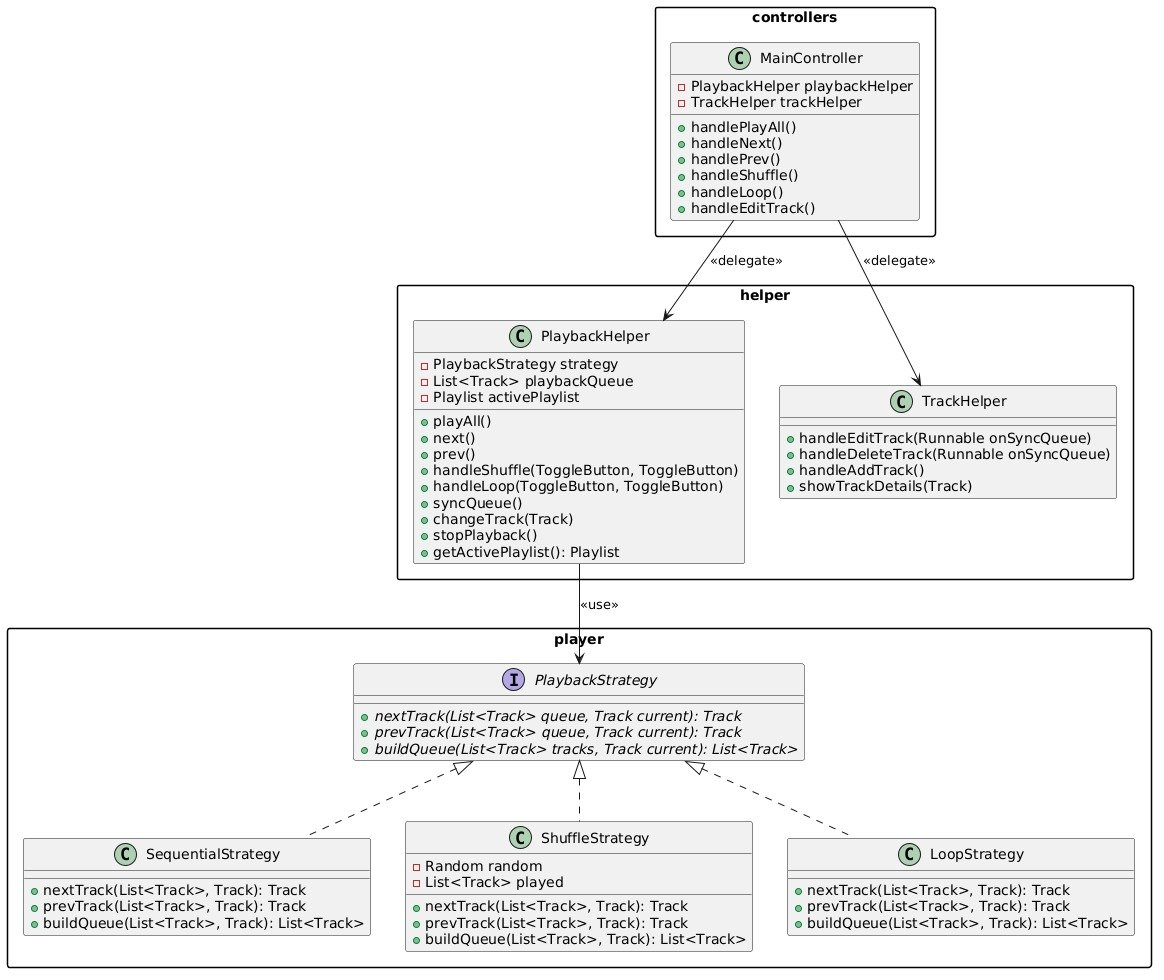 controllers
C MainController
PlaybackHelper playbackHelper
TrackHelper trackHelper
handlePlayAll()
handleNext()
handlePrev()
handleShuffle()
handleLoop()
handleEditTrack()
«delegate»
«delegate»
helper
C PlaybackHelper
PlaybackStrategy strategy
List<Track> playbackQueue
Playlist activePlaylist
playAll()
next()
prev()
handleShuffle(ToggleButton, ToggleButton)
handleLoop(ToggleButton, ToggleButton)
syncQueue()
changeTrack(Track)
stopPlayback()
getActivePlaylist(): Playlist
C TrackHelper
handleEditTrack(Runnable onSyncQueue)
handleDeleteTrack(Runnable onSyncQueue)
handleAddTrack()
showTrackDetails(Track)
«use»
player
I PlaybackStrategy
nextTrack(List<Track> queue, Track current): Track
prevTrack(List<Track> queue, Track current): Track
buildQueue(List<Track> tracks, Track current): List<Track>
C SequentialStrategy
nextTrack(List<Track>, Track): Track
prevTrack(List<Track>, Track): Track
buildQueue(List<Track>, Track): List<Track>
C ShuffleStrategy
Random random
List<Track> played
nextTrack(List<Track>, Track): Track
prevTrack(List<Track>, Track): Track
buildQueue(List<Track>, Track): List<Track>
C LoopStrategy
nextTrack(List<Track>, Track): Track
prevTrack(List<Track>, Track): Track
buildQueue(List<Track>, Track): List<Track>